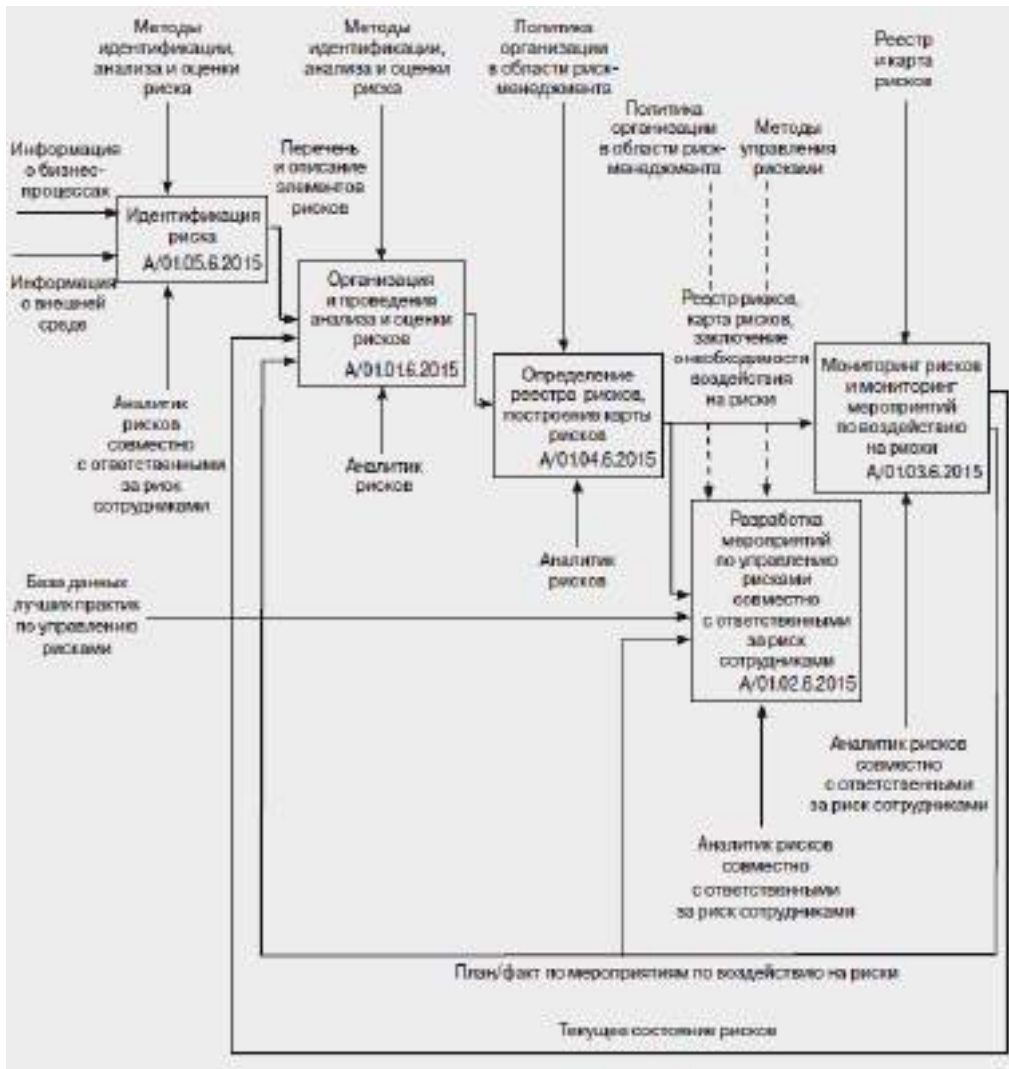 Методы
идентификации,
анализа и оценки
риска
Методы
идентификации,
анализа и оценки
риска
Политика
организации
в области риск-
менеджмента
Реестр
и карта
рисков
Политика
организации
в области риск-
менеджмента
Методы
управления
рисками
Информация
о бизнес-
процессах
Перечень
и описание
элементов
рисков
Идентификация
риска
А/01.05.6.2015
Информация
о внешней
среде
Организация
и проведения
анализа и оценки
рисков
А/01.01.6.2015
Реестр рисков,
карта рисков,
заключение
о необходимости
воздействия
на риски
Определение
реестра рисков,
построение карты
рисков
А/01.04.6.2015
Мониторинг рисков
и мониторинг
мероприятий
по воздействию
на риски
А/01.03.6.2015
Аналитик
рисков
совместно
с ответственными
за риск
сотрудниками
Аналитик
рисков
Аналитик
рисков
Разработка
мероприятий
по управлению
рисками
совместно
с ответственными
за риск
сотрудниками
А/01.02.6.2015
База данных
лучших практик
по управлению
рисками
Аналитик рисков
совместно
с ответственными
за риск сотрудниками
Аналитик рисков
совместно
с ответственными
за риск сотрудниками
План/факт по мероприятиям по воздействию на риски
Текущее состояние рисков